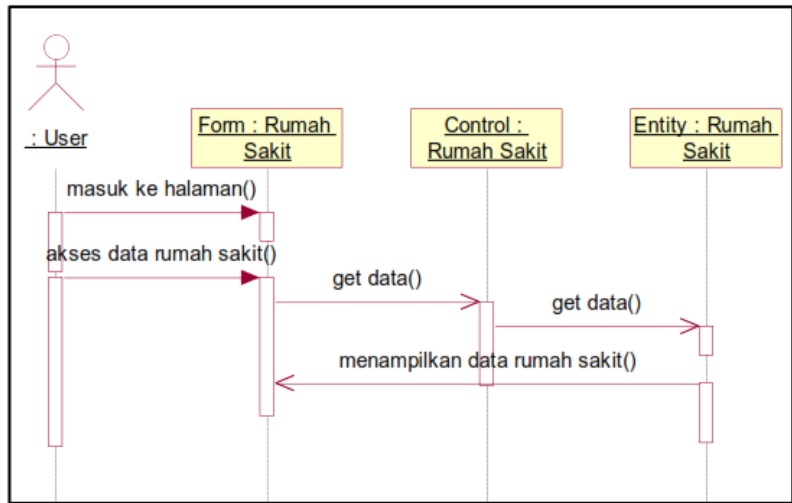 : User
Form : Rumah
Sakit
Control :
Rumah Sakit
Entity : Rumah
Sakit
masuk ke halaman()
akses data rumah sakit()
get data()
get data()
menampilkan data rumah sakit()